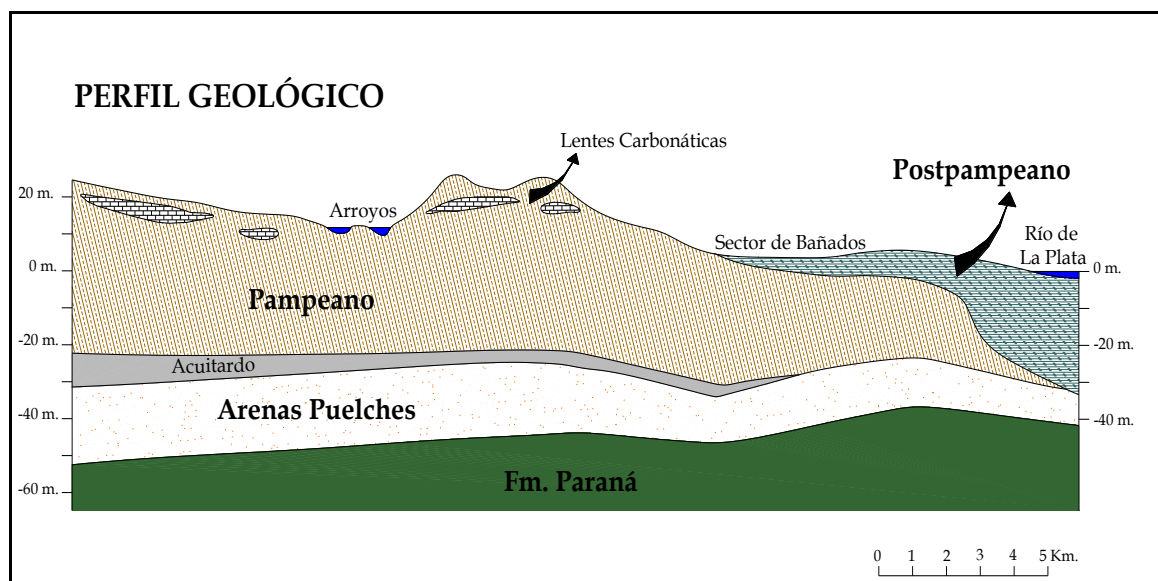 PERFIL GEOLÓGICO
Lentes Carbonáticas
Postpampeano
20 m.
Arroyos
Río de
La Plata
Sector de Bañados
0 m.
0 m.
Pampeano
-20 m.
-20 m.
Acuitardo
Arenas Puelches
-40 m.
-40 m.
Fm. Paraná
-60 m.
0 1 2 3 4 5 Km.